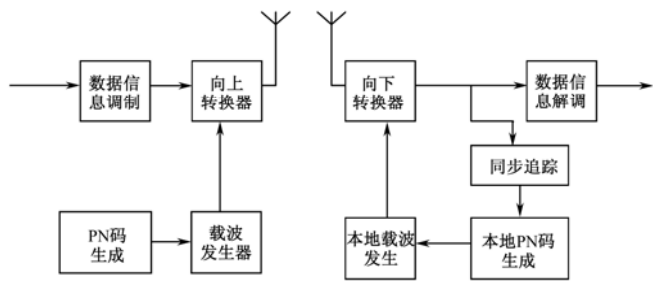 数据信
息调制
向上
转换器
向下
转换器
数据信
息解调
同步追踪
PN码
生成
载波
发生器
本地载波
发生
本地PN码
生成